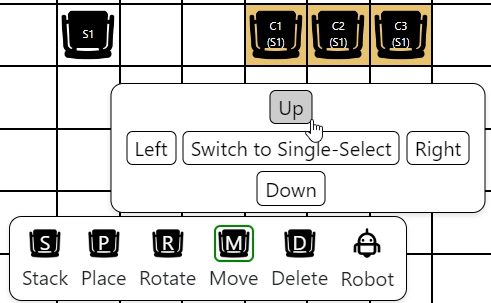 S1
C1
(S1)
C2
(S1)
C3
(S1)
Up
Left Switch to Single-Select Right
Down
S P R M D
Stack Place Rotate Move Delete Robot